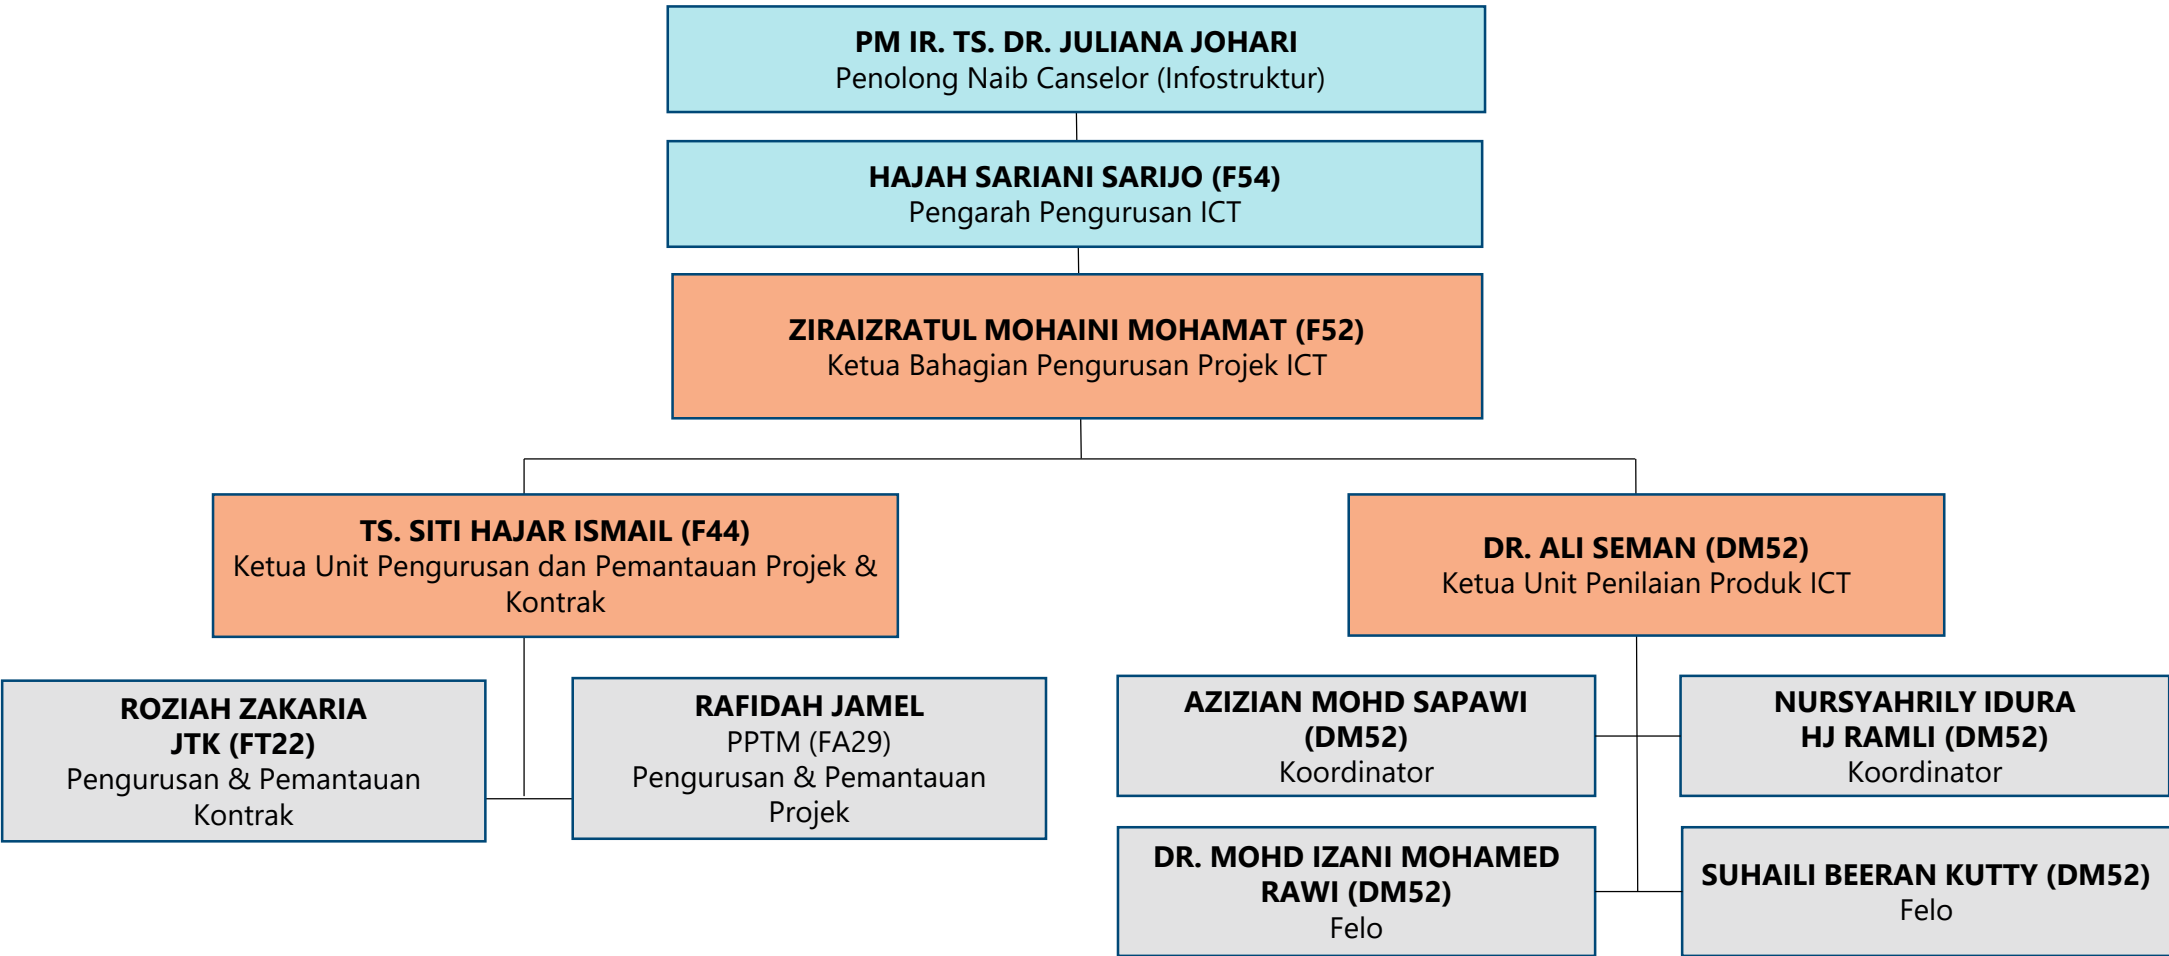 PM IR. TS. DR. JULIANA JOHARI
Penolong Naib Canselor (Infostruktur)
HAJAH SARIANI SARIJO (F54)
Pengarah Pengurusan ICT
ZIRAIZRATUL MOHAINI MOHAMAT (F52)
Ketua Bahagian Pengurusan Projek ICT
TS. SITI HAJAR ISMAIL (F44)
Ketua Unit Pengurusan dan Pemantauan Projek &
Kontrak
DR. ALI SEMAN (DM52)
Ketua Unit Penilaian Produk ICT
ROZIAH ZAKARIA
JTK (FT22)
Pengurusan & Pemantauan
Kontrak
RAFIDAH JAMEL
PPTM (FA29)
Pengurusan & Pemantauan
Projek
AZIZIAN MOHD SAPAWI
(DM52)
Koordinator
NURSYAHRILY IDURA
HJ RAMLI (DM52)
Koordinator
DR. MOHD IZANI MOHAMED
RAWI (DM52)
Felo
SUHAILI BEERAN KUTTY (DM52)
Felo